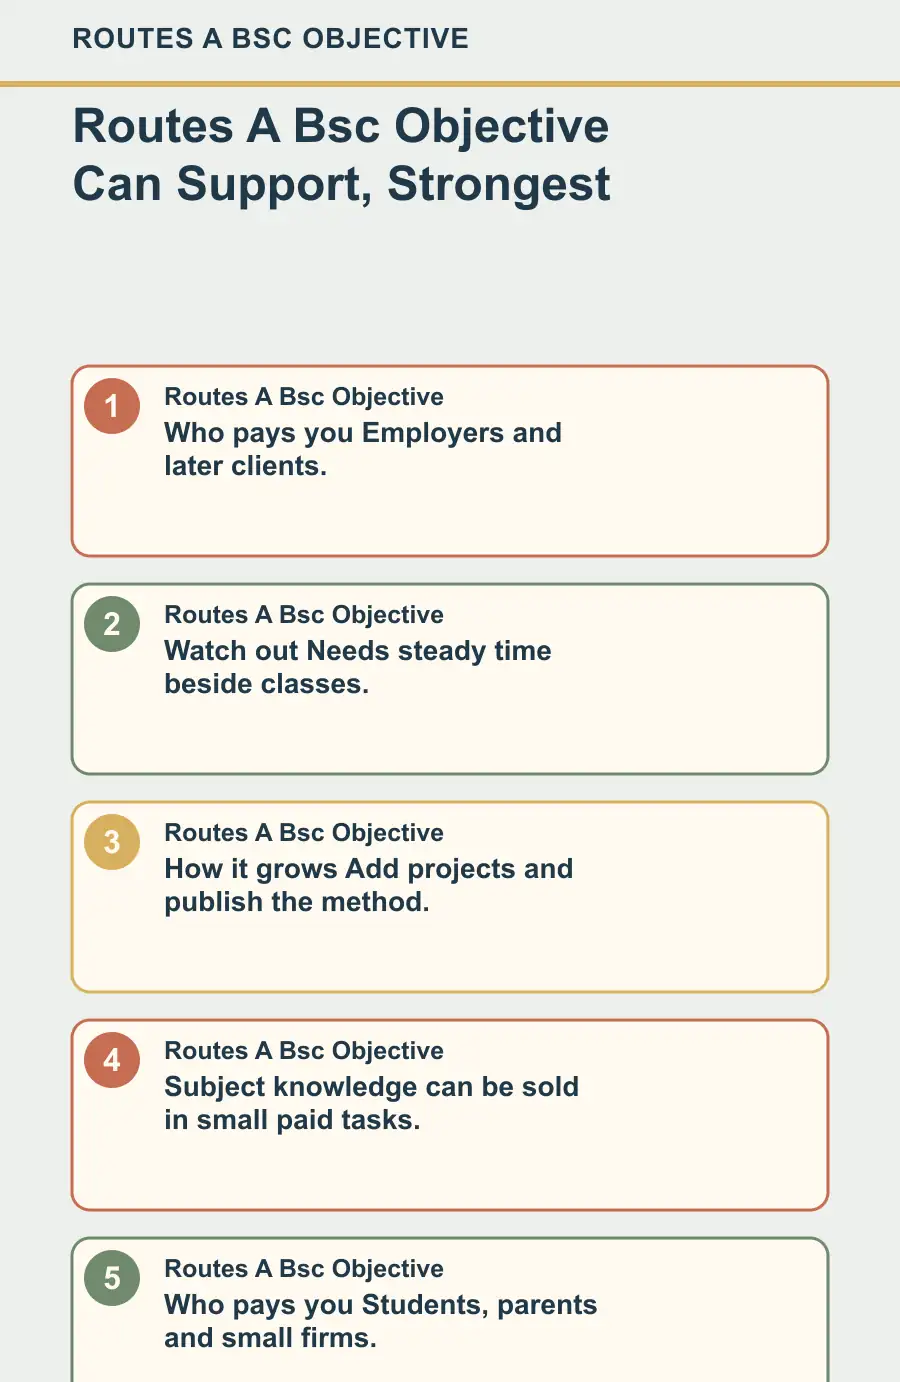 ROUTES A BSC OBJECTIVE
Routes A Bsc Objective
Can Support, Strongest
1
Routes A Bsc Objective
Who pays you Employers and
later clients.
2
Routes A Bsc Objective
Watch out Needs steady time
beside classes.
3
Routes A Bsc Objective
How it grows Add projects and
publish the method.
4
Routes A Bsc Objective
Subject knowledge can be sold
in small paid tasks.
5
Routes A Bsc Objective
Who pays you Students, parents
and small firms.